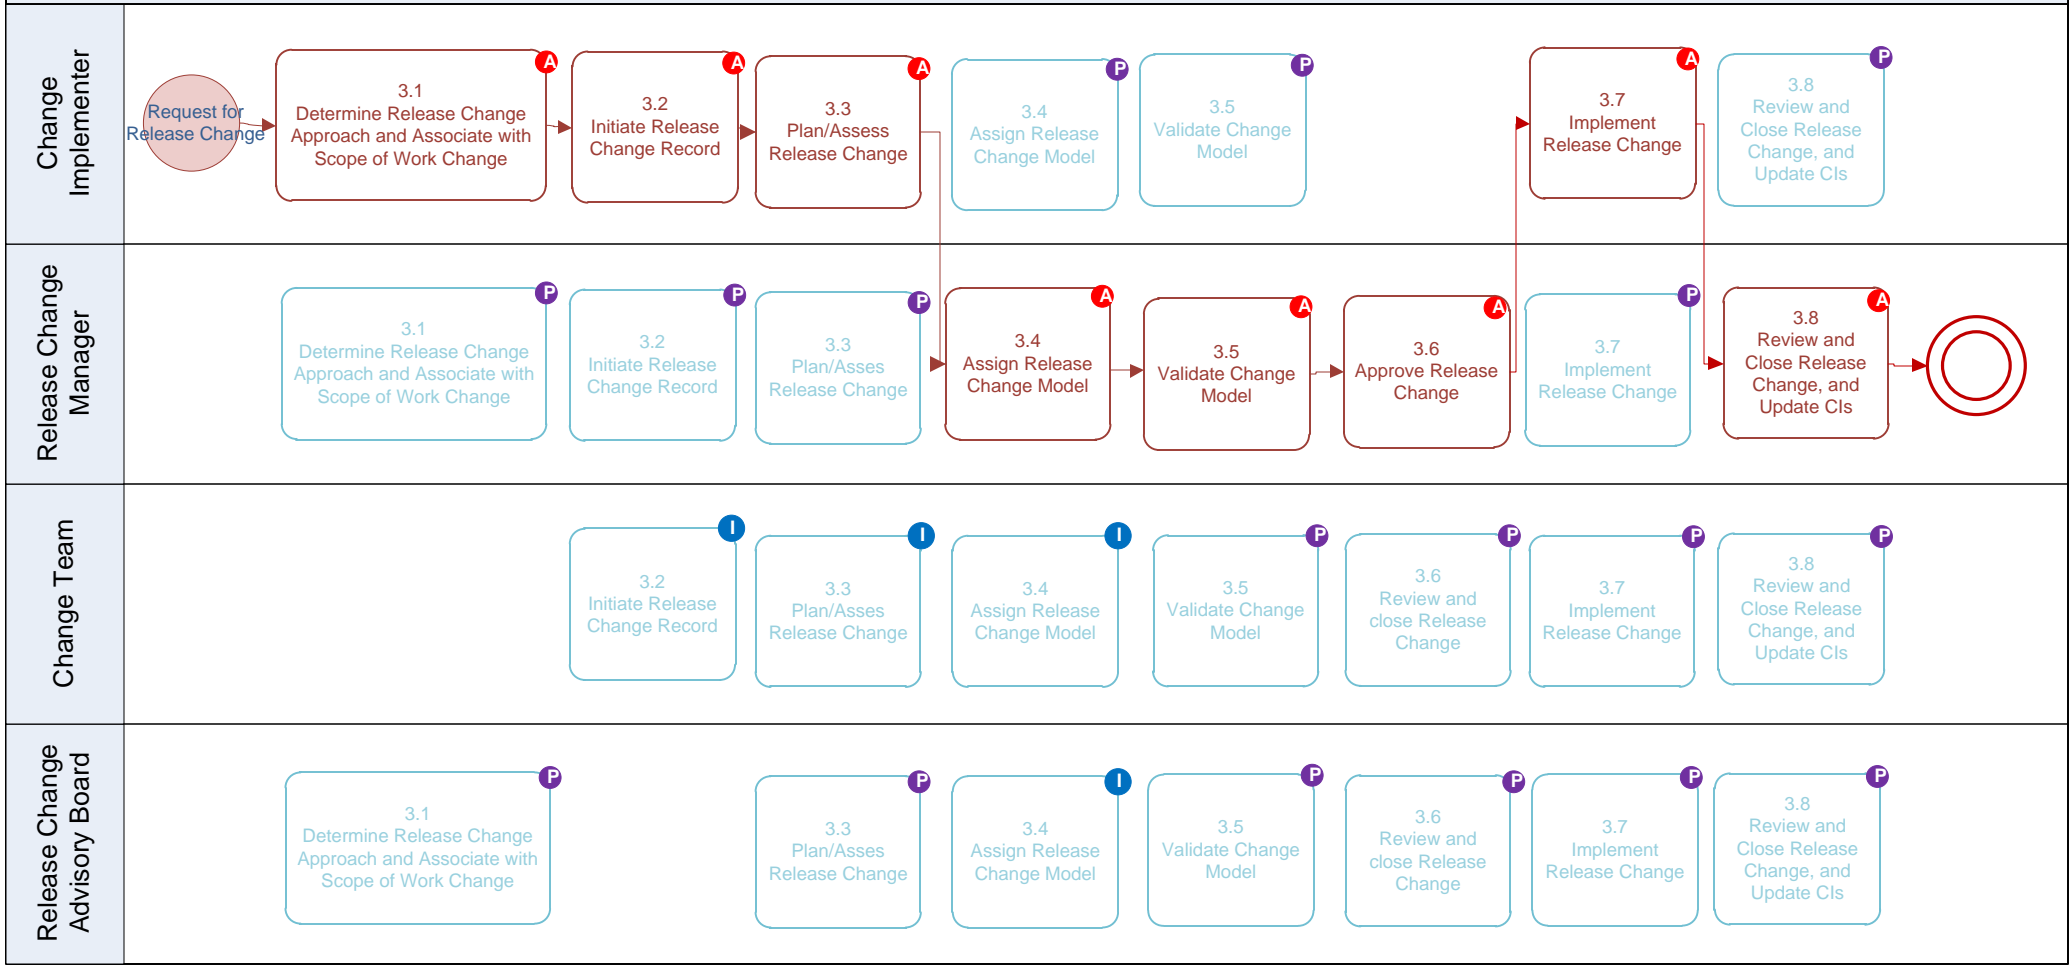 Change
Implementer
Request for
Release Change
A
3.1
Determine Release Change
Approach and Associate with
Scope of Work Change
A
3.2
Initiate Release
Change Record
A
3.3
Plan/Assess
Release Change
P
3.4
Assign Release
Change Model
P
3.5
Validate Change
Model
A
3.7
Implement
Release Change
P
3.8
Review and
Close Release
Change, and
Update CIs
Release Change
Manager
P
3.1
Determine Release Change
Approach and Associate with
Scope of Work Change
P
3.2
Initiate Release
Change Record
P
3.3
Plan/Asses
Release Change
A
3.4
Assign Release
Change Model
A
3.5
Validate Change
Model
A
3.6
Approve Release
Change
P
3.7
Implement
Release Change
A
3.8
Review and
Close Release
Change, and
Update CIs
Change Team
I
3.2
Initiate Release
Change Record
I
3.3
Plan/Asses
Release Change
I
3.4
Assign Release
Change Model
P
3.5
Validate Change
Model
P
3.6
Review and
close Release
Change
P
3.7
Implement
Release Change
P
3.8
Review and
Close Release
Change, and
Update CIs
Release Change
Advisory Board
P
3.1
Determine Release Change
Approach and Associate with
Scope of Work Change
P
3.3
Plan/Asses
Release Change
I
3.4
Assign Release
Change Model
P
3.5
Validate Change
Model
P
3.6
Review and
close Release
Change
P
3.7
Implement
Release Change
P
3.8
Review and
Close Release
Change, and
Update CIs